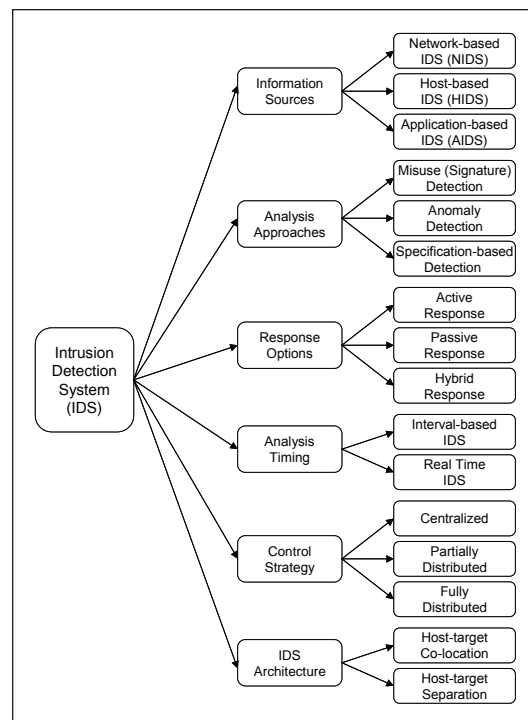 Intrusion
Detection
System
(IDS)
Information
Sources
Network-based
IDS (NIDS)
Host-based
IDS (HIDS)
Application-based
IDS (AIDS)
Analysis
Approaches
Misuse (Signature)
Detection
Anomaly
Detection
Specification-based
Detection
Response
Options
Active
Response
Passive
Response
Hybrid
Response
Analysis
Timing
Interval-based
IDS
Real Time
IDS
Control
Strategy
Centralized
Partially
Distributed
Fully
Distributed
IDS
Architecture
Host-target
Co-location
Host-target
Separation